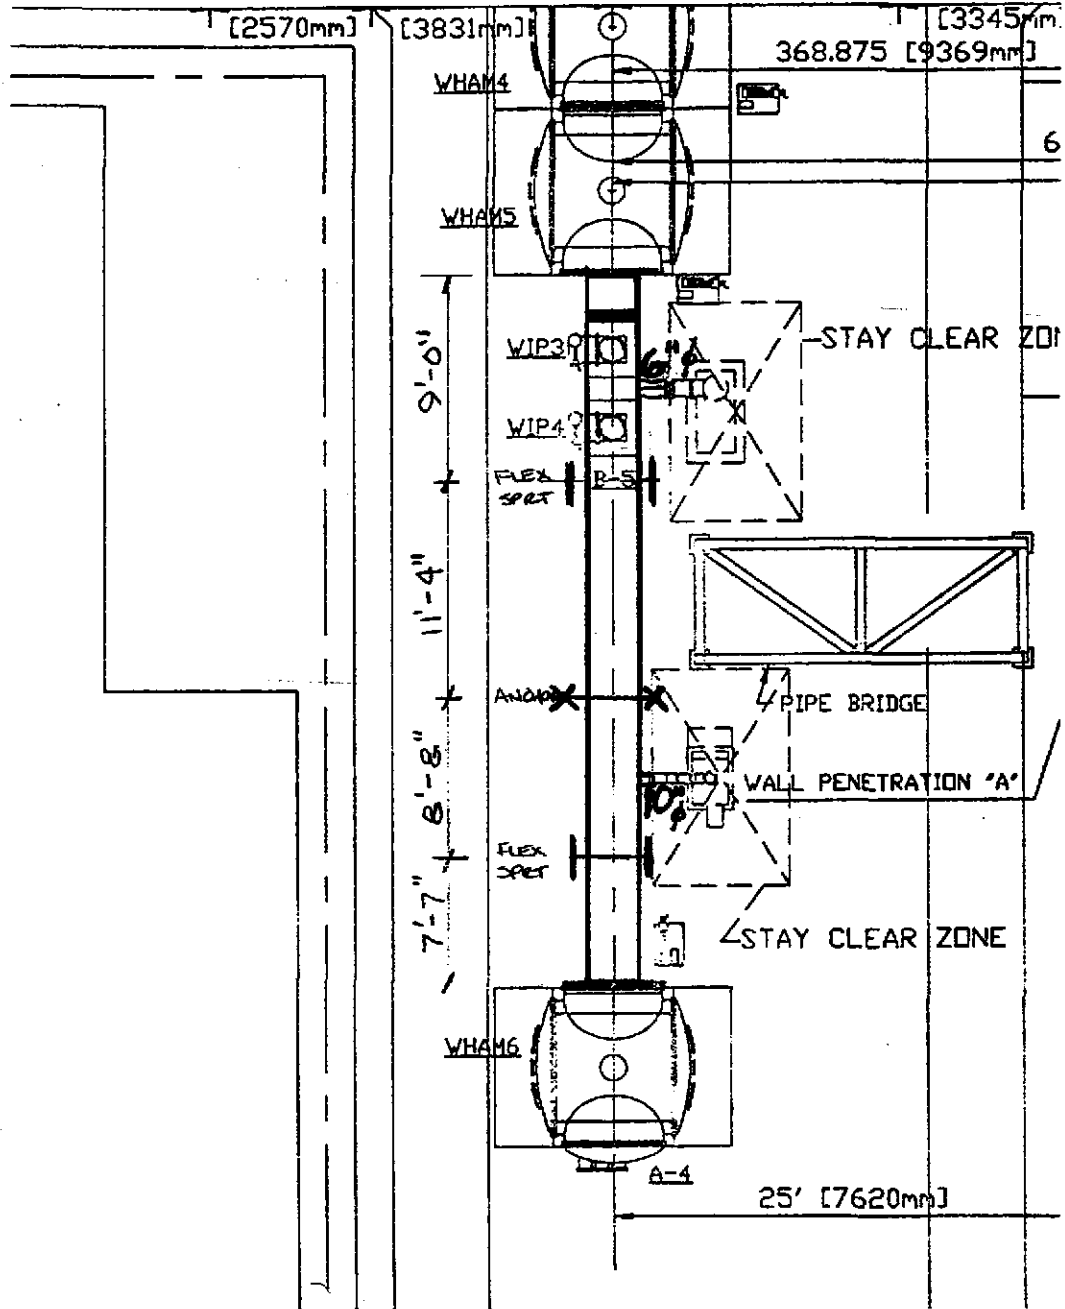 [2570mm]
[3831mm]
[3345mm
368.875 [9369mm]
WHAM4
6
WHAM5
9'-0"
WIP3
6"φ
STAY CLEAR
WIP4
FLEX
SPRT
B-5
11'-4"
PIPE BRIDGE
8'-8"
WALL PENETRATION "A"
10"φ
FLEX
SPRT
7'-7"
STAY CLEAR ZONE
WHAM6
A-4
25' [7620mm]